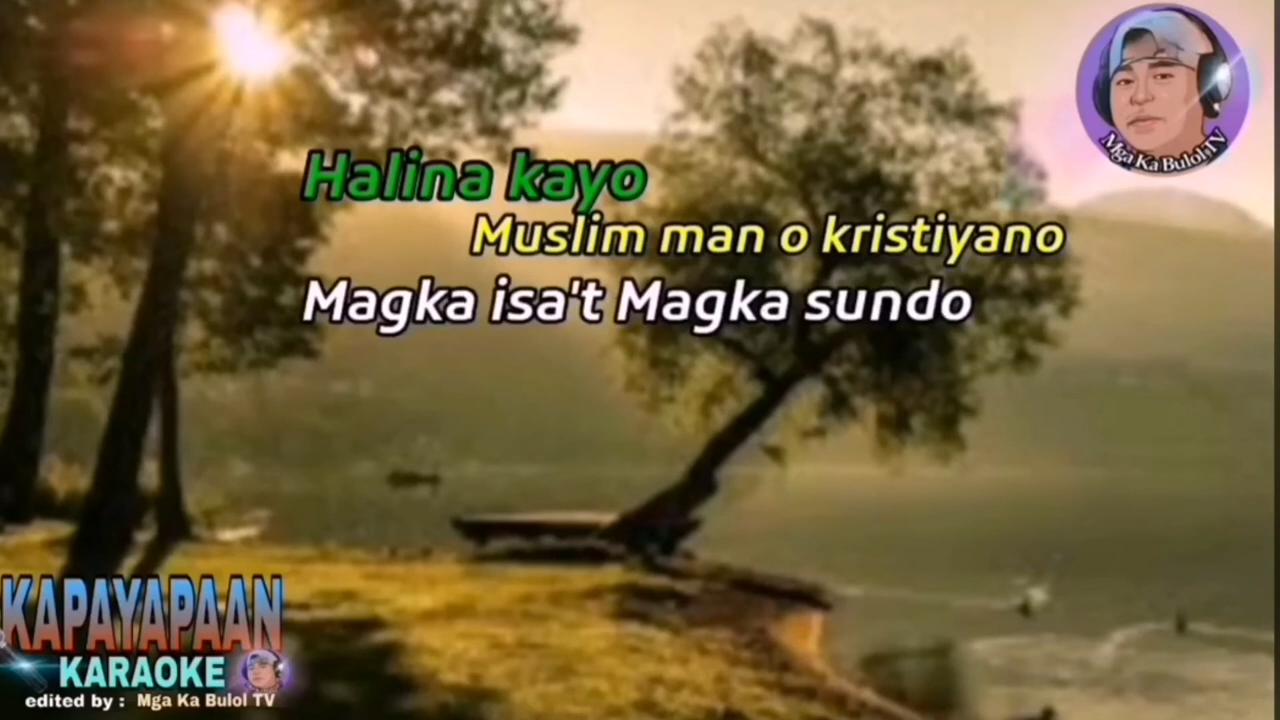 Mga Ka Bulol TV
Halina kayo
Muslim man o kristiyano
Magka isa't Magka sundo
KAPAYAPAAN
KARAOKE
edited by : Mga Ka Bulol TV